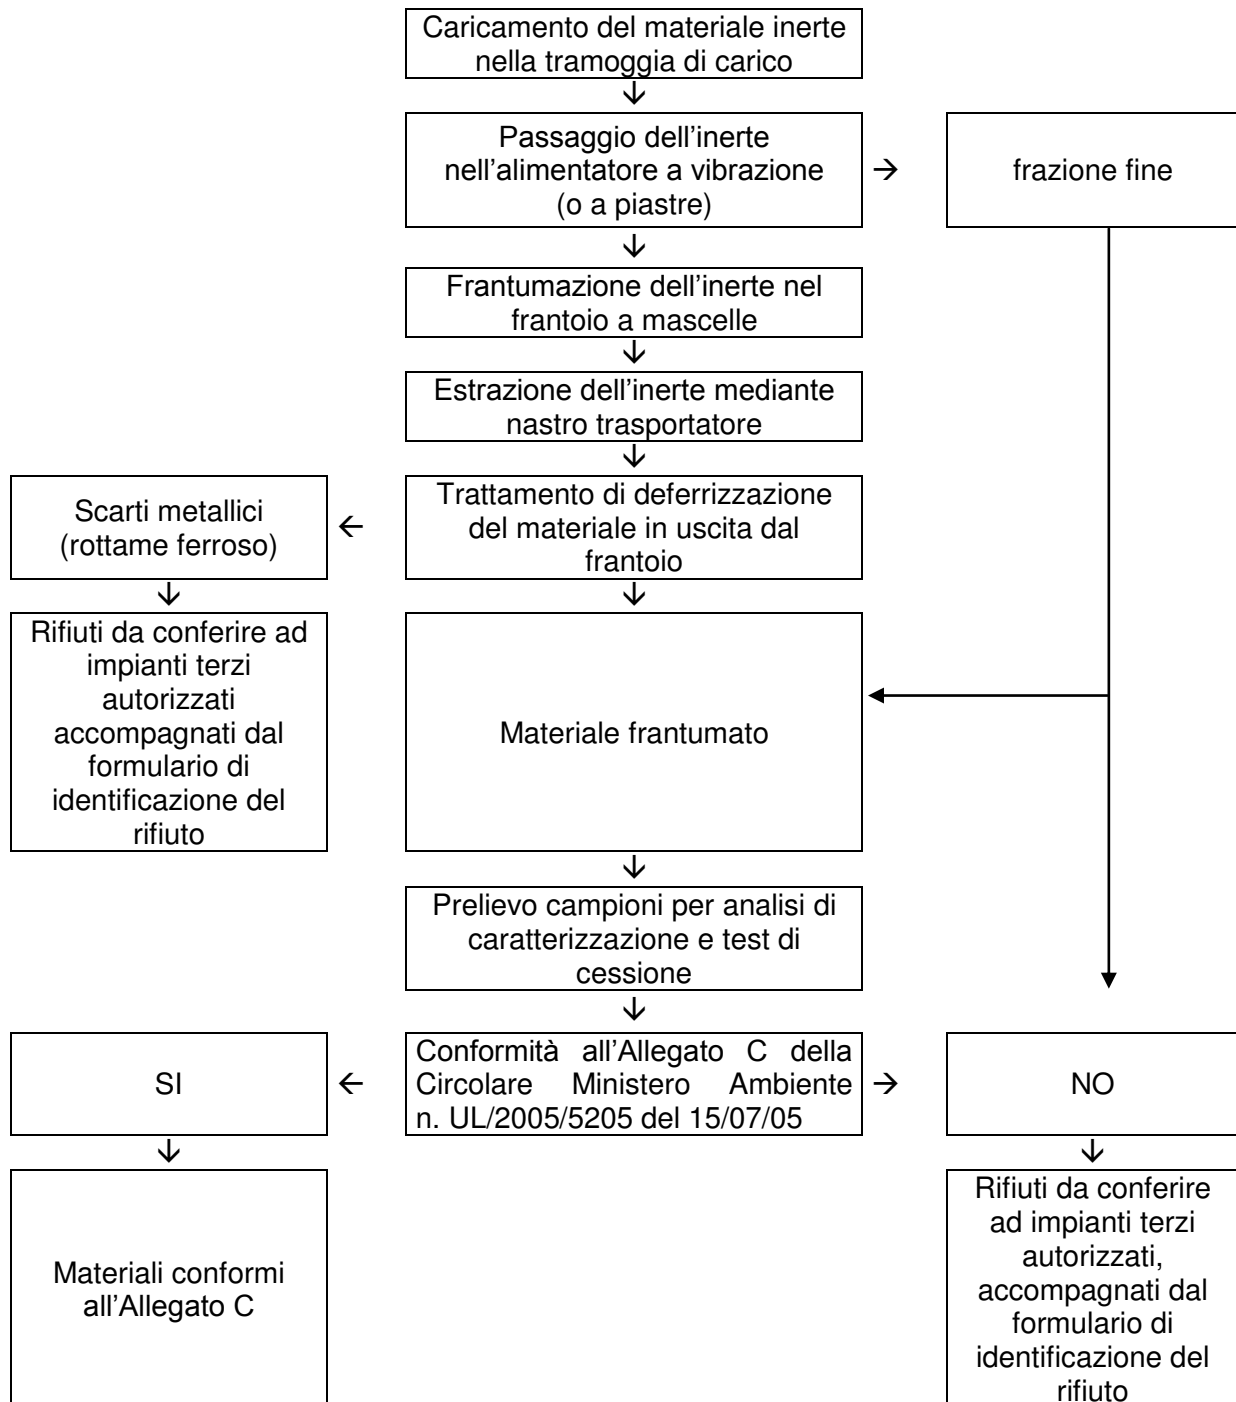 Caricamento del materiale inerte
nella tramoggia di carico
Passaggio dell’inerte
nell’alimentatore a vibrazione
(o a piastre)
frazione fine
Frantumazione dell’inerte nel
frantoio a mascelle
Estrazione dell’inerte mediante
nastro trasportatore
Scarti metallici
(rottame ferroso)
Trattamento di deferrizzazione
del materiale in uscita dal
frantoio
Rifiuti da conferire ad
impianti terzi
autorizzati
accompagnati dal
formulario di
identificazione del
rifiuto
Materiale frantumato
Prelievo campioni per analisi di
caratterizzazione e test di
cessione
SI
Conformità all’Allegato C della
Circolare Ministero Ambiente
n. UL/2005/5205 del 15/07/05
NO
Materiali conformi
all’Allegato C
Rifiuti da conferire
ad impianti terzi
autorizzati,
accompagnati dal
formulario di
identificazione del
rifiuto